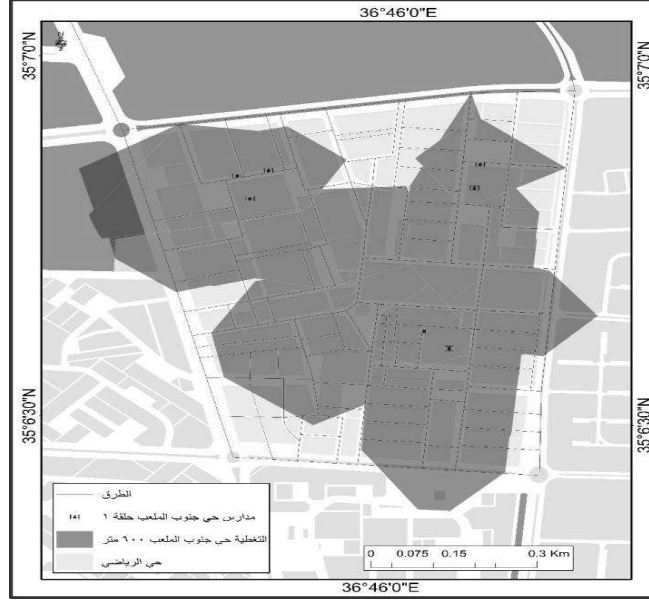 36°46'0"E
35°7'0"N
35°7'0"N
35°6'30"N
35°6'30"N
الطرق
مدارس حي جنوب الملعب حلقة ١
التغطية حي جنوب الملعب ٦٠٠ متر
حي الرياضي
0 0.075 0.15 0.3 Km
36°46'0"E